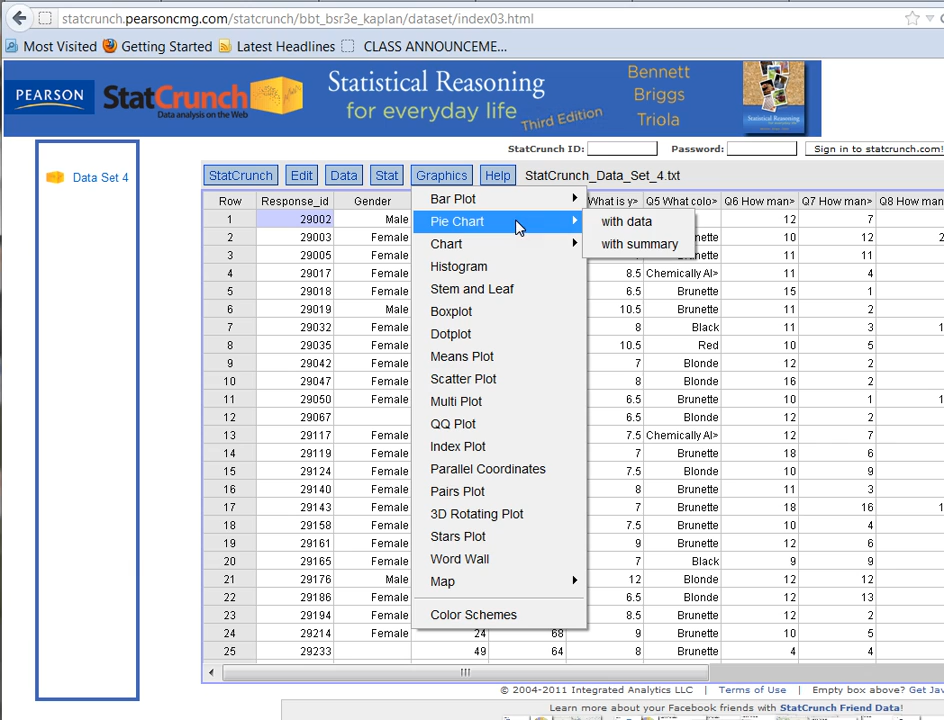 statcrunch.pearsoncmg.com/statcrunch/bbt_bsr3e_kaplan/dataset/index03.html
Most Visited Getting Started Latest Headlines CLASS ANNOUNCEME...
PEARSON StatCrunch Data analysis on the Web
Statistical Reasoning
for everyday life Third Edition
Bennett
Briggs
Triola
Statistical Reasoning
StatCrunch ID: Password: Sign in to statcrunch.com!
Data Set 4
StatCrunch Edit Data Stat Graphics Help StatCrunch_Data_Set_4.txt
Row Response_id Gender What is y> Q5 What colo> Q6 How man> Q7 How man> Q8 How man
1 29002 Male 12 7
2 29003 Female nette 10 12 2
3 29005 Female 11 11
4 29017 Female 8.5 Chemically Al> 11 4
5 29018 Female 6.5 Brunette 15 1
6 29019 Male 10.5 Brunette 11 2
7 29032 Female 8 Black 11 3 1
8 29035 Female 10.5 Red 10 5
9 29042 Female 7 Blonde 12 2
10 29047 Female 8 Blonde 16 2
11 29050 Female 6.5 Brunette 10 1 1
12 29067 6.5 Blonde 12 2
13 29117 Female 7.5 Chemically Al> 12 7
14 29119 Female 7 Brunette 18 6
15 29124 Female 7.5 Blonde 10 9
16 29140 Female 8 Brunette 11 3
17 29143 Female 7 Brunette 18 16 1
18 29158 Female 7.5 Brunette 10 4
19 29161 Female 9 Brunette 12 6
20 29165 Female 7 Black 9 9
21 29176 Male 12 Blonde 12 12
22 29186 Female 6.5 Blonde 12 13
23 29194 Female 8.5 Brunette 12 2
24 29214 Female 24 68 9 Brunette 10 5
25 29233 49 64 8 Brunette 4 4
Bar Plot
Pie Chart
Chart
Histogram
Stem and Leaf
Boxplot
Dotplot
Means Plot
Scatter Plot
Multi Plot
QQ Plot
Index Plot
Parallel Coordinates
Pairs Plot
3D Rotating Plot
Stars Plot
Word Wall
Map
Color Schemes
with data
with summary
© 2004-2011 Integrated Analytics LLC | Terms of Use | Empty box above? Get Jav
Learn more about your Facebook friends with StatCrunch Friend Data!